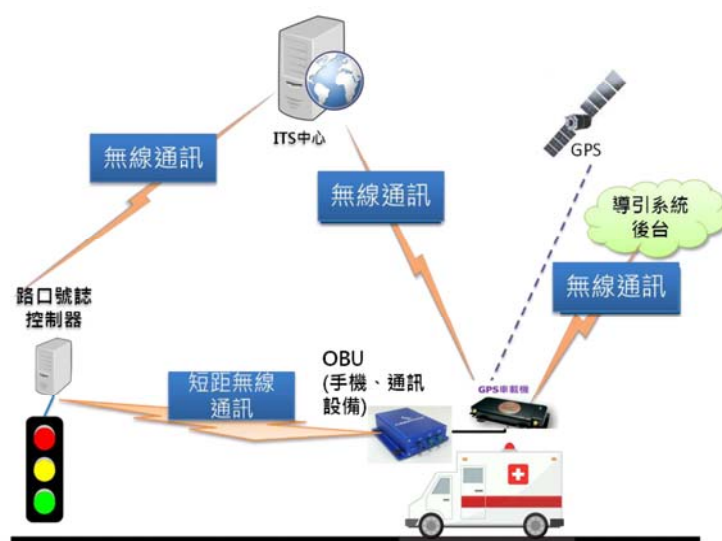 ITS中心
無線通訊
無線通訊
GPS
導引系統
後台
無線通訊
路口號誌
控制器
OBU
(手機、通訊
設備)
短距無線
通訊
GPS車載機